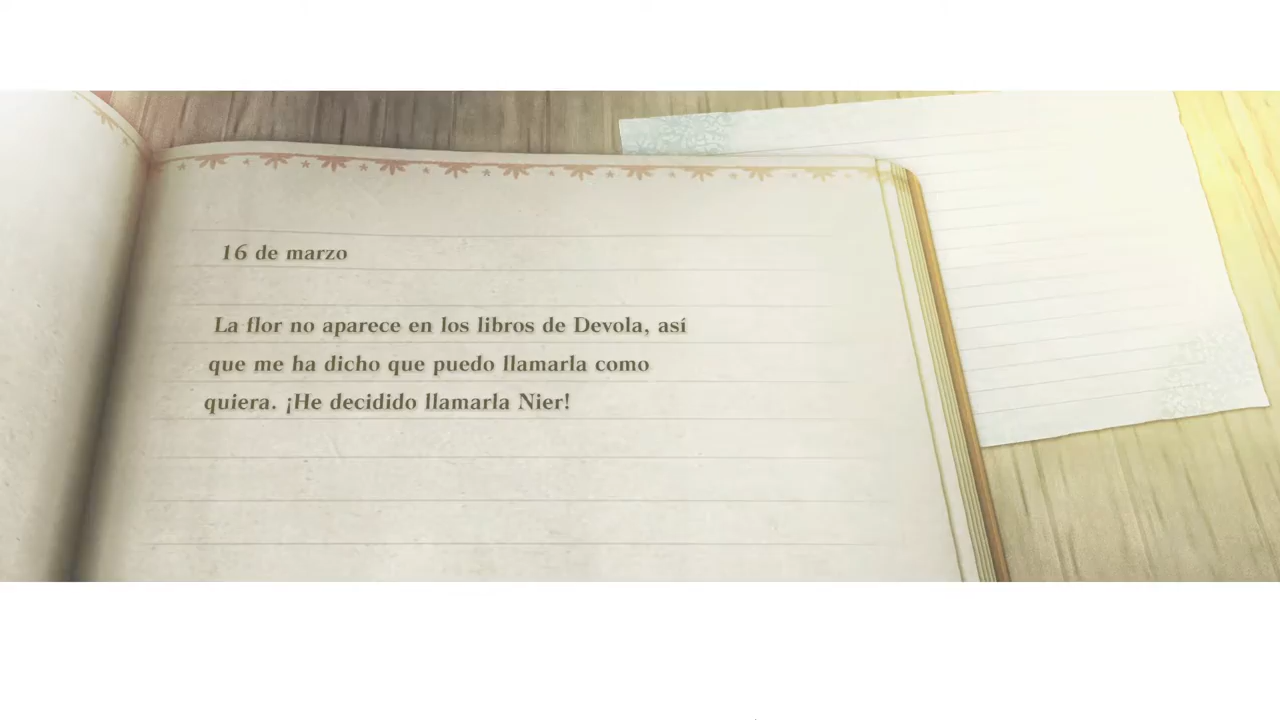 16 de marzo
La flor no aparece en los libros de Devola, así
que me ha dicho que puedo llamarla como
quiera. ¡He decidido llamarla Nier!